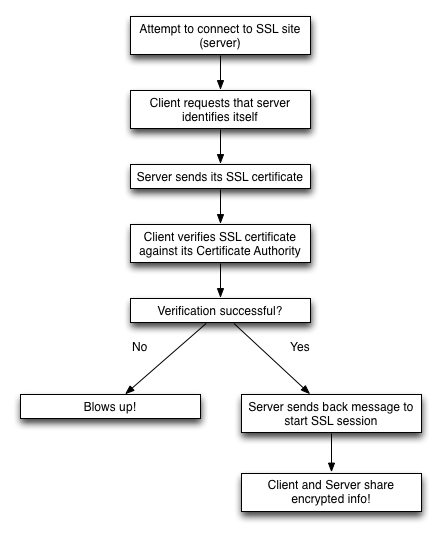 Attempt to connect to SSL site
(server)
Client requests that server
identifies itself
Server sends its SSL certificate
Client verifies SSL certificate
against its Certificate Authority
Verification successful?
No
Yes
Blows up!
Server sends back message to
start SSL session
Client and Server share
encrypted info!